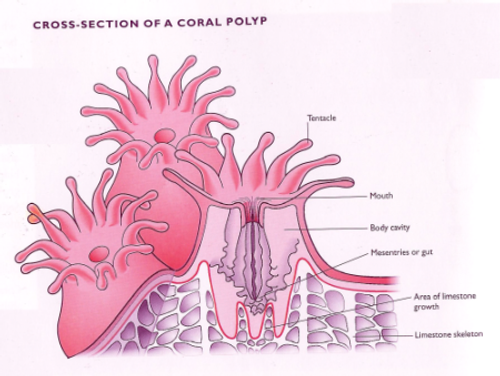 CROSS-SECTION OF A CORAL POLYP
Tentacle
Mouth
Body cavity
Mesentries or gut
Area of limestone
growth
Limestone skeleton